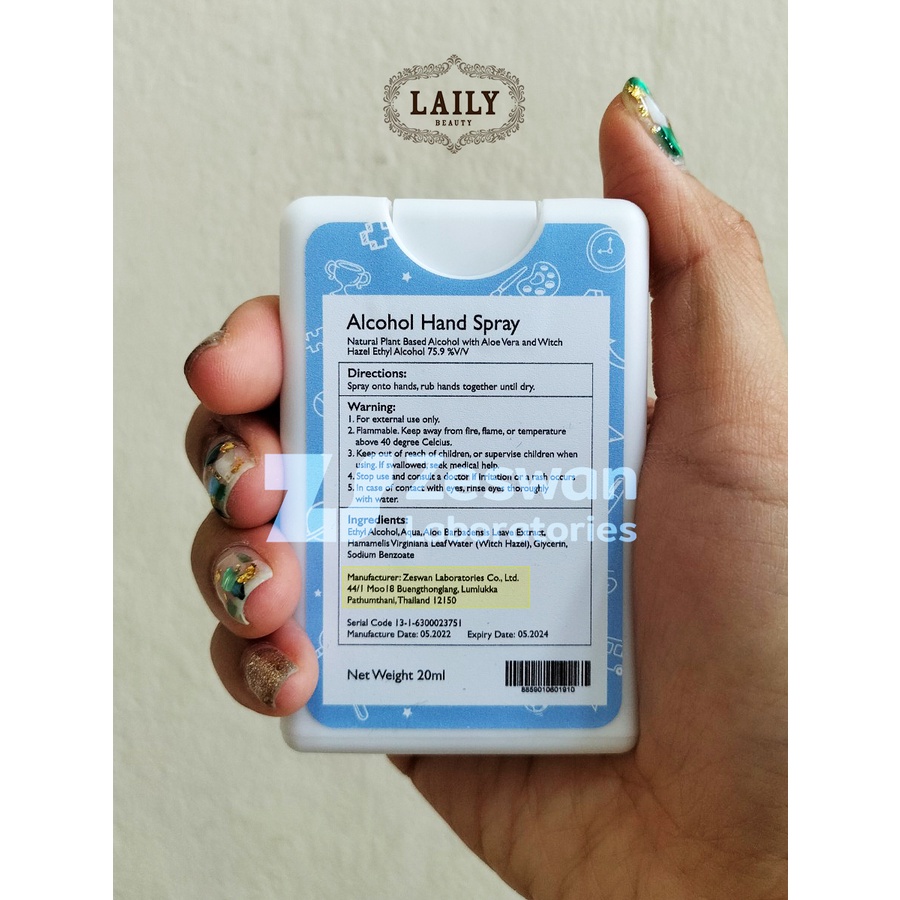 LAILY
BEAUTY
Alcohol Hand Spray
Natural Plant Based Alcohol with Aloe Vera and Witch
Hazel Ethyl Alcohol 75.9 %V/V
Directions:
Spray onto hands, rub hands together until dry.
Warning:
1. For external use only.
2. Flammable. Keep away from fire, flame, or temperature
above 40 degree Celcius.
3. Keep out of reach of children, or supervise children when
using. If swallowed, seek medical help.
4. Stop use and consult a doctor if irritation or a rash occurs
5. In case of contact with eyes, rinse eyes thoroughly
with water.
Zeswan
Laboratories
Ingredients:
Ethyl Alcohol, Aqua, Aloe Barbadensis Leave Extract,
Hamamelis Virginiana Leaf Water (Witch Hazel), Glycerin,
Sodium Benzoate
Manufacturer: Zeswan Laboratories Co., Ltd.
44/1 Moo18 Buengthonglang, Lumlukka
Pathumthani, Thailand 12150
Serial Code 13-1-6300023751
Manufacture Date: 05.2022 Expiry Date: 05.2024
Net Weight 20ml
8859010601910